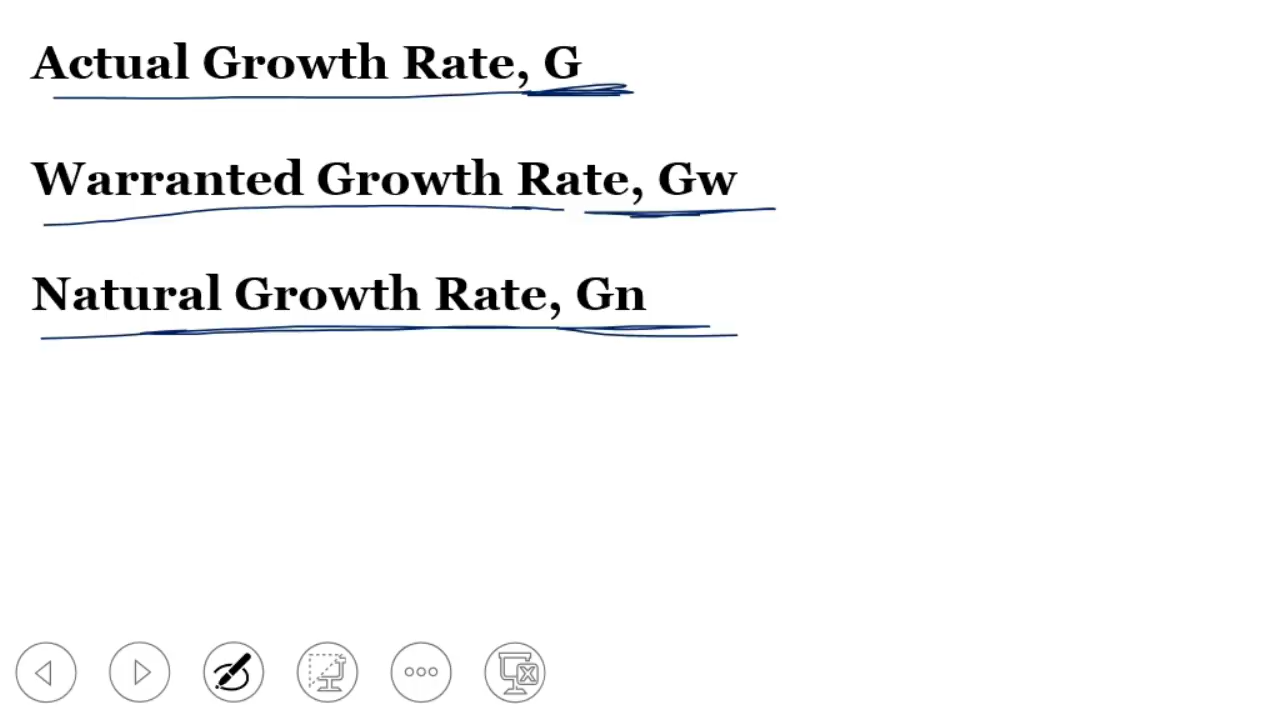 Actual Growth Rate, G
Warranted Growth Rate, Gw
Natural Growth Rate, Gn